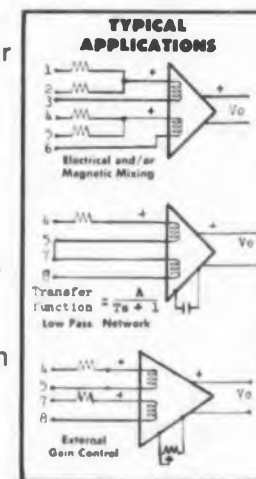 TYPICAL
APPLICATIONS
1
2
3
4
5
6
+
+
+
Vo
Electrical and/or
Magnetic Mixing
4
5
7
8
+
+
Vo
Transfer Function = A / Ts + 1
Low Pass Network
4
5
7
8
+
+
+
Vo
External
Gain Control